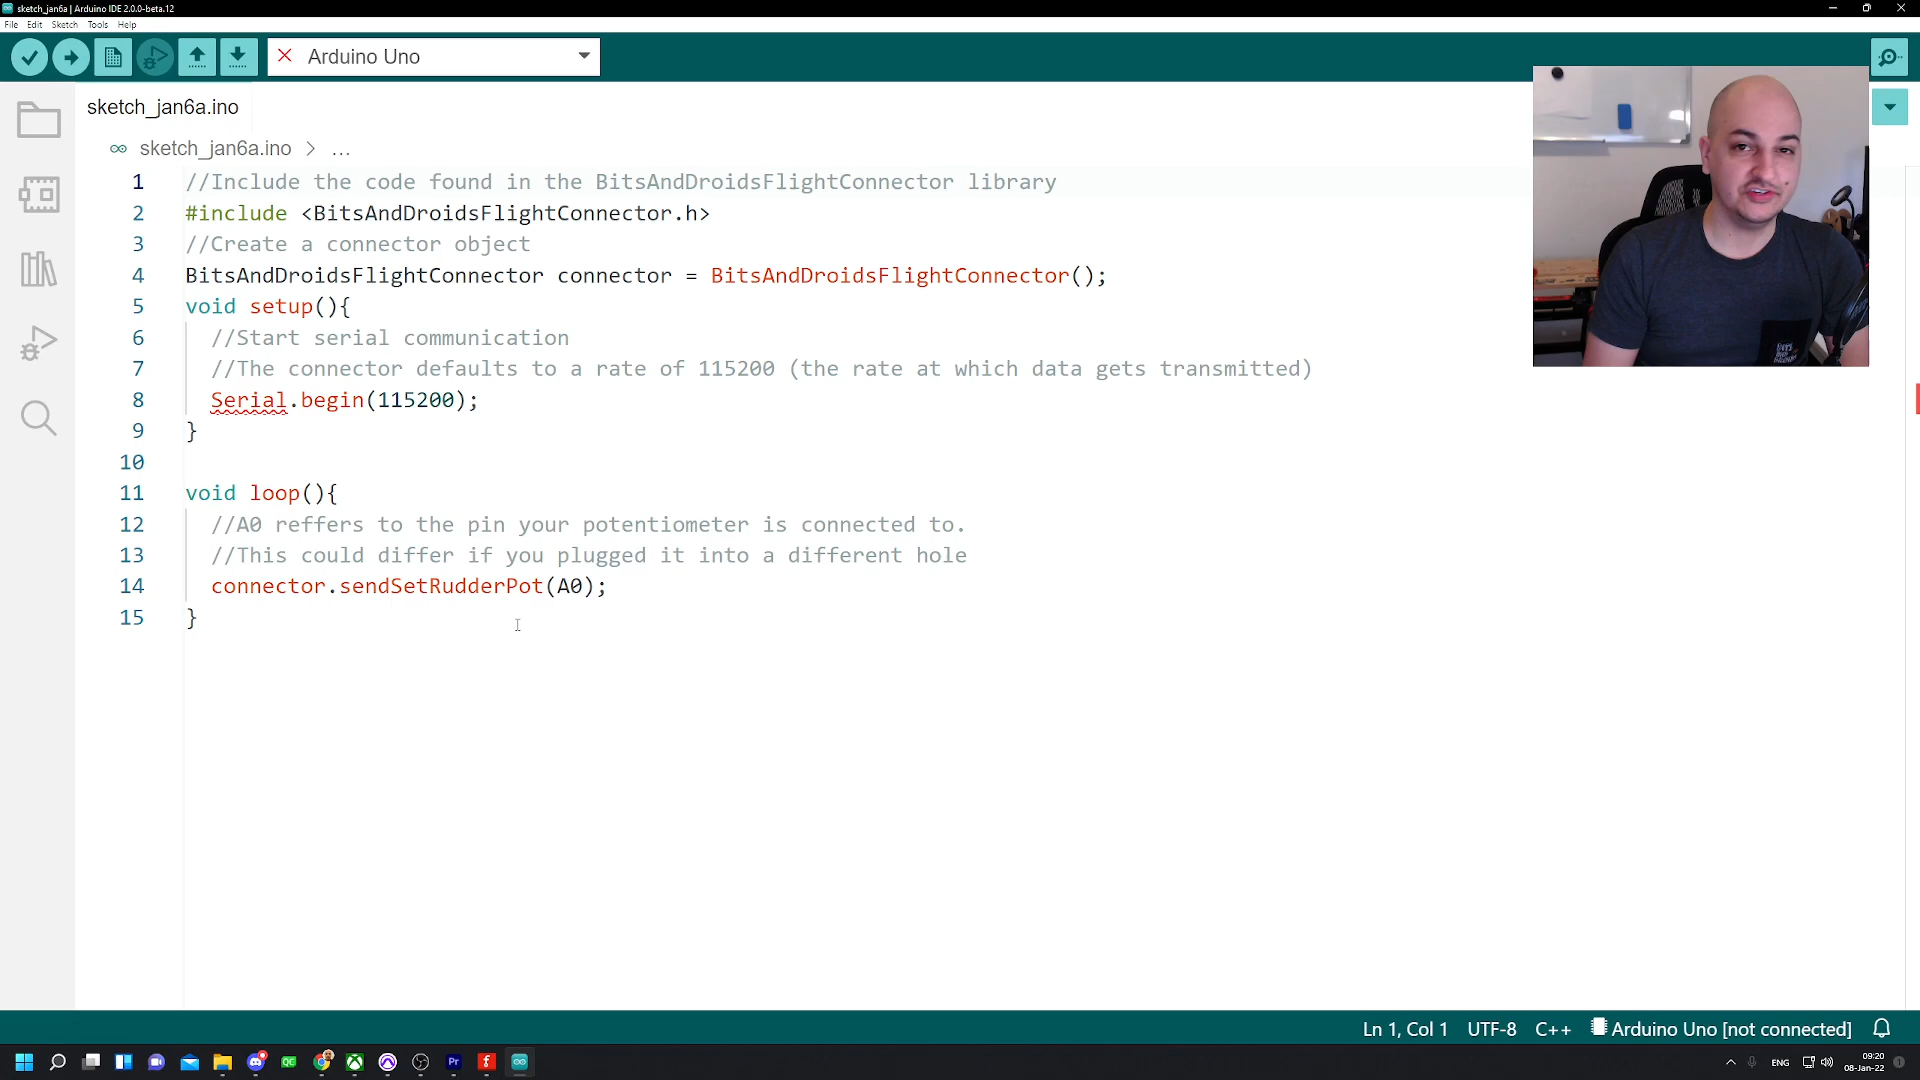 sketch_jan6a | Arduino IDE 2.0.0-beta.12
File Edit Sketch Tools Help
Arduino Uno
sketch_jan6a.ino
sketch_jan6a.ino > ...
1 //Include the code found in the BitsAndDroidsFlightConnector library
2 #include <BitsAndDroidsFlightConnector.h>
3 //Create a connector object
4 BitsAndDroidsFlightConnector connector = BitsAndDroidsFlightConnector();
5 void setup(){
6 //Start serial communication
7 //The connector defaults to a rate of 115200 (the rate at which data gets transmitted)
8 Serial.begin(115200);
9 }
10
11 void loop(){
12 //A0 reffers to the pin your potentiometer is connected to.
13 //This could differ if you plugged it into a different hole
14 connector.sendSetRudderPot(A0);
15 }
Ln 1, Col 1 UTF-8 C++ Arduino Uno [not connected]
QC
Pr
f
ENG
09:20
08-Jan-22